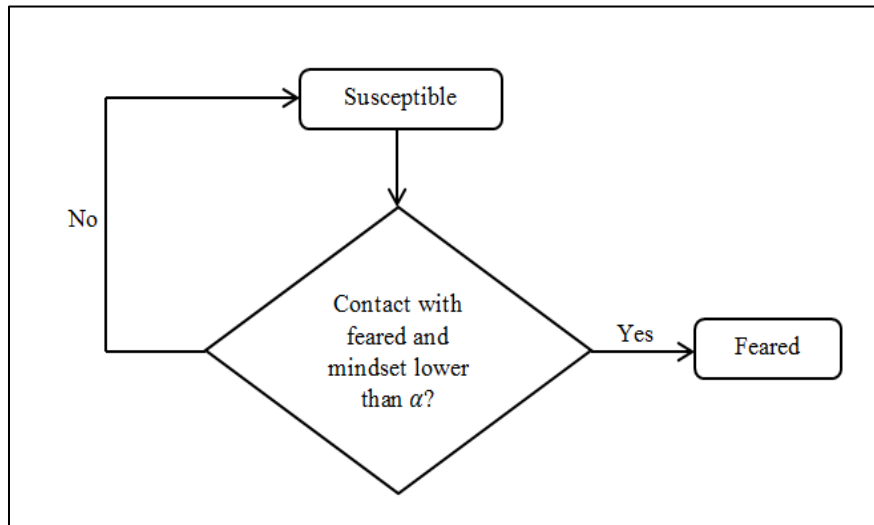 Susceptible
No
Contact with
feared and
mindset lower
than α?
Yes
Feared